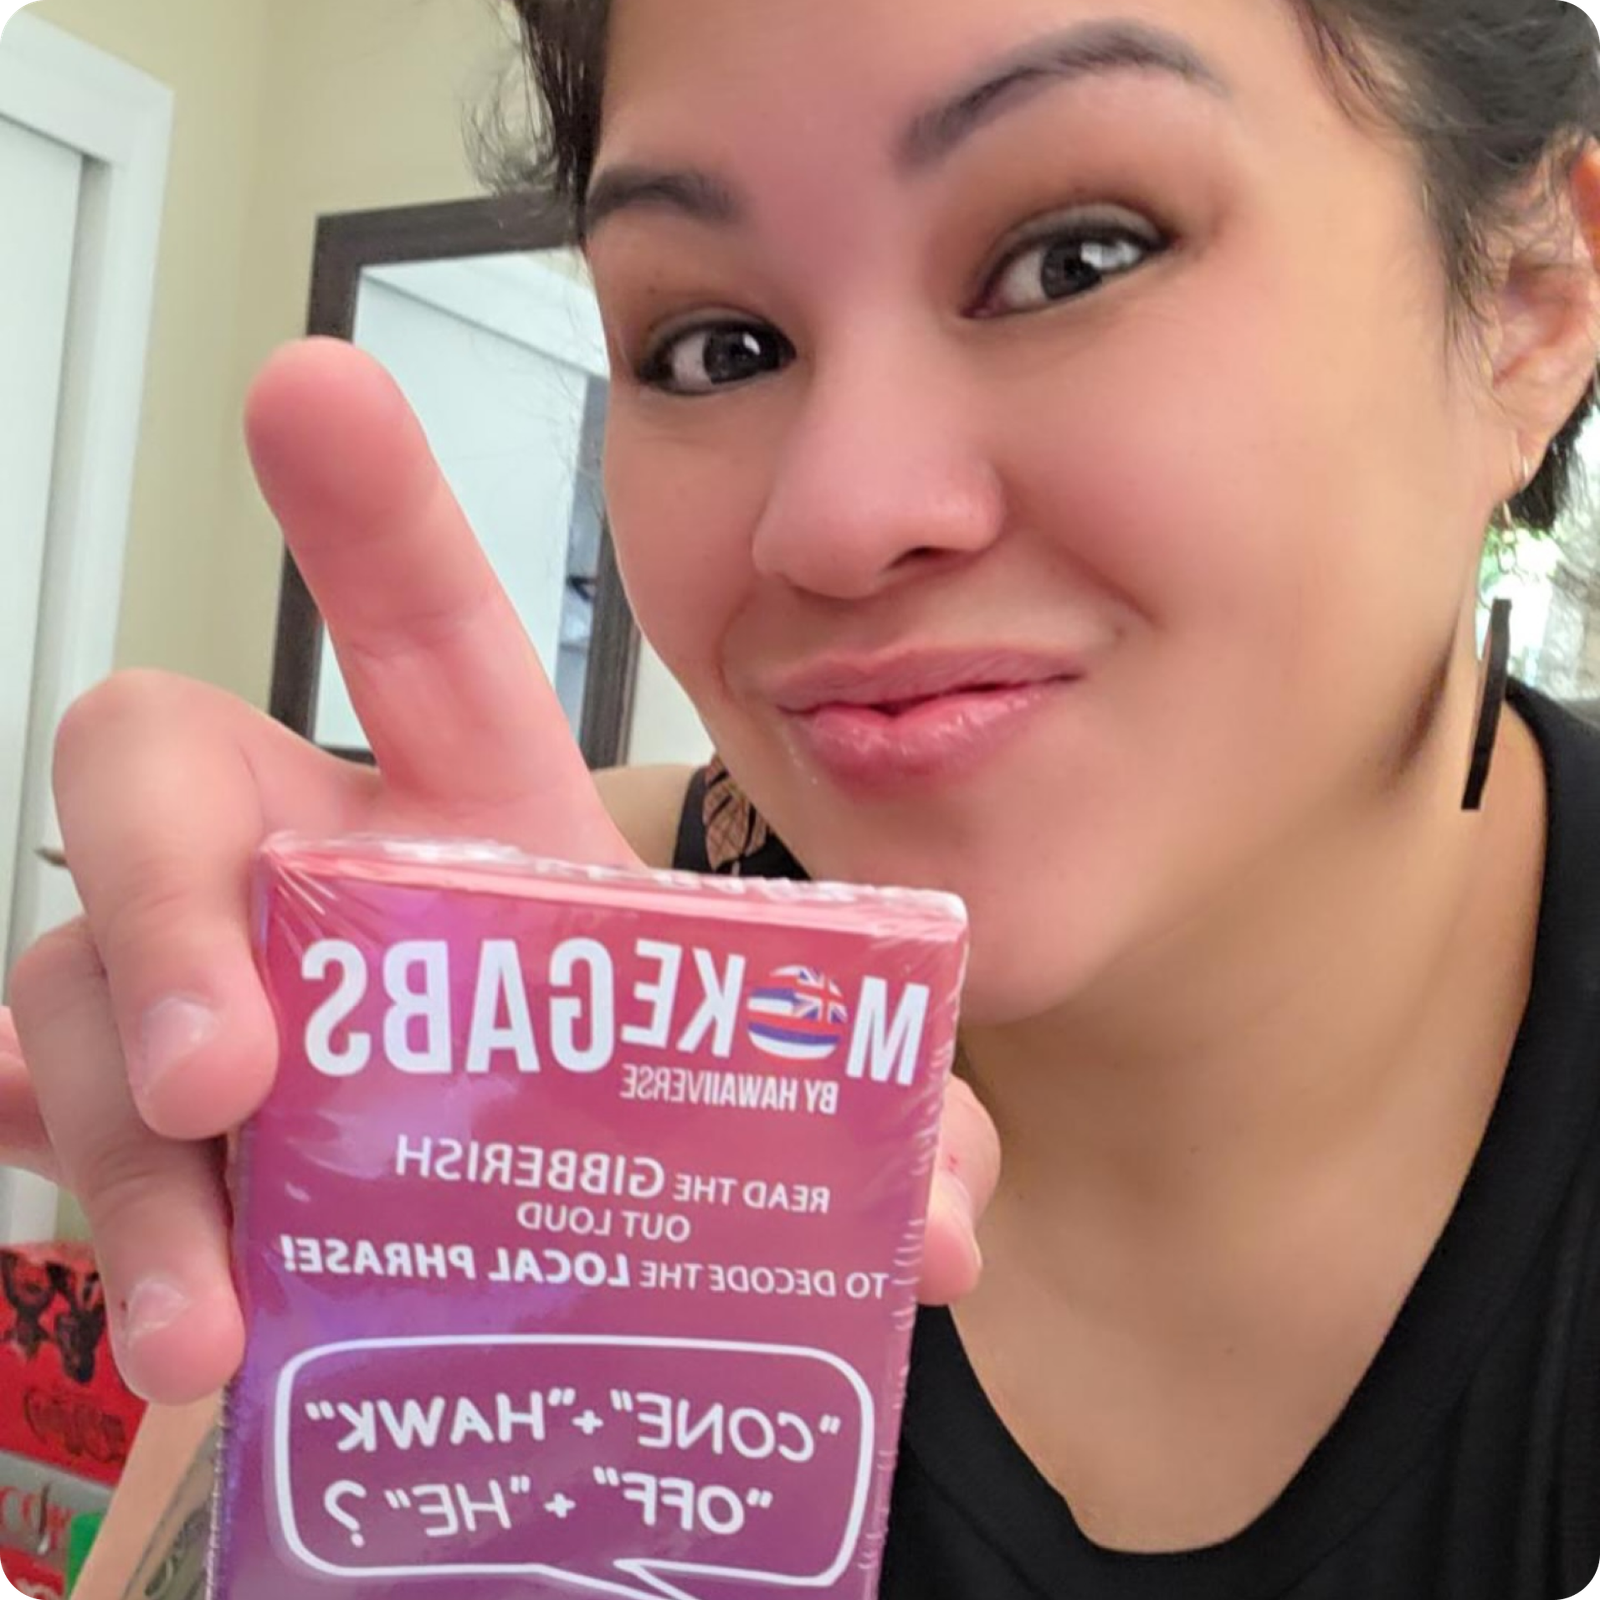 MOKEGABS
BY HAWAIIVERSE
READ THE GIBBERISH
OUT LOUD
TO DECODE THE LOCAL PHRASE!
"CONE"+"HAWK"
"OFF" + "HE" ?